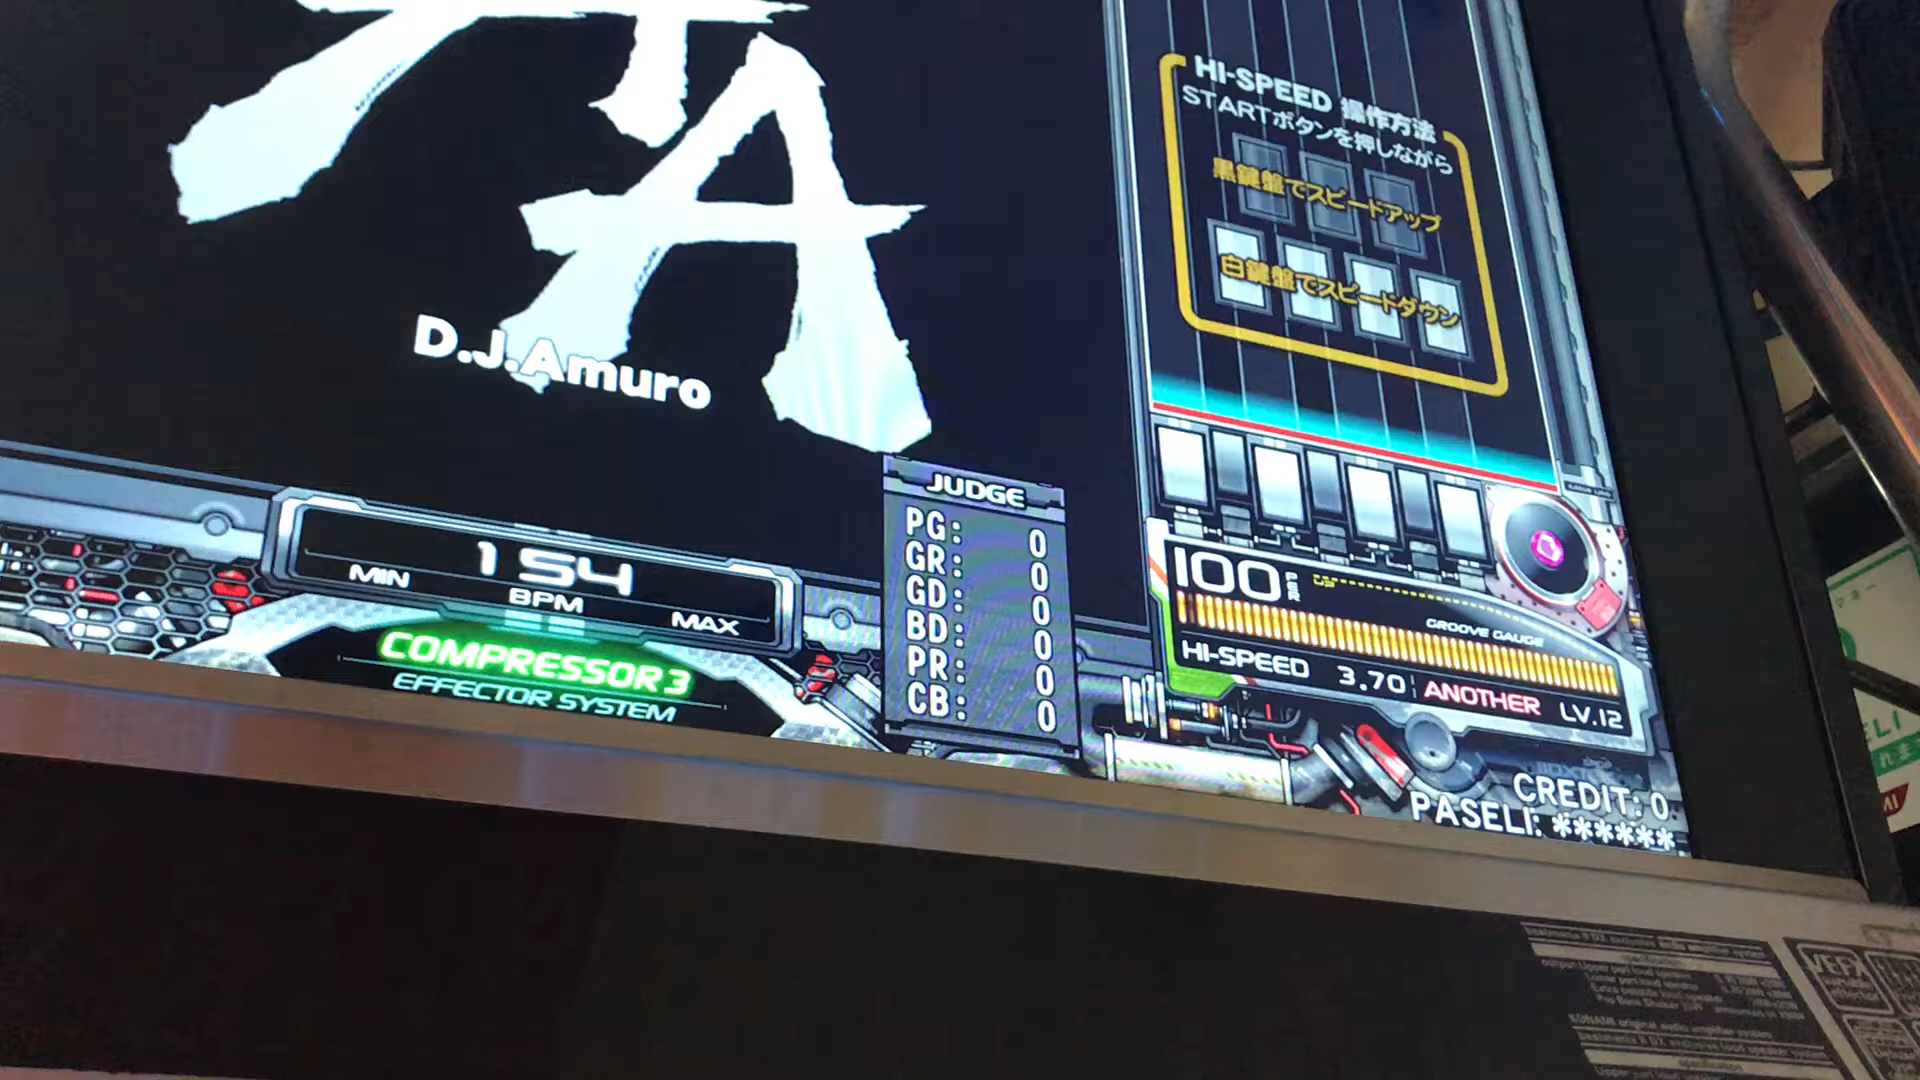 A
D.J.Amuro
HI-SPEED 操作方法
STARTボタンを押しながら
黒鍵盤でスピードアップ
白鍵盤でスピードダウン
JUDGE
PG: 0
GR: 0
GD: 0
BD: 0
PR: 0
CB: 0
154
MIN BPM MAX
COMPRESSOR 3
EFFECTOR SYSTEM
100
GROOVE GAUGE
HI-SPEED 3.70 ANOTHER LV.12
CREDIT: 0
PASELI: ******
VEFX